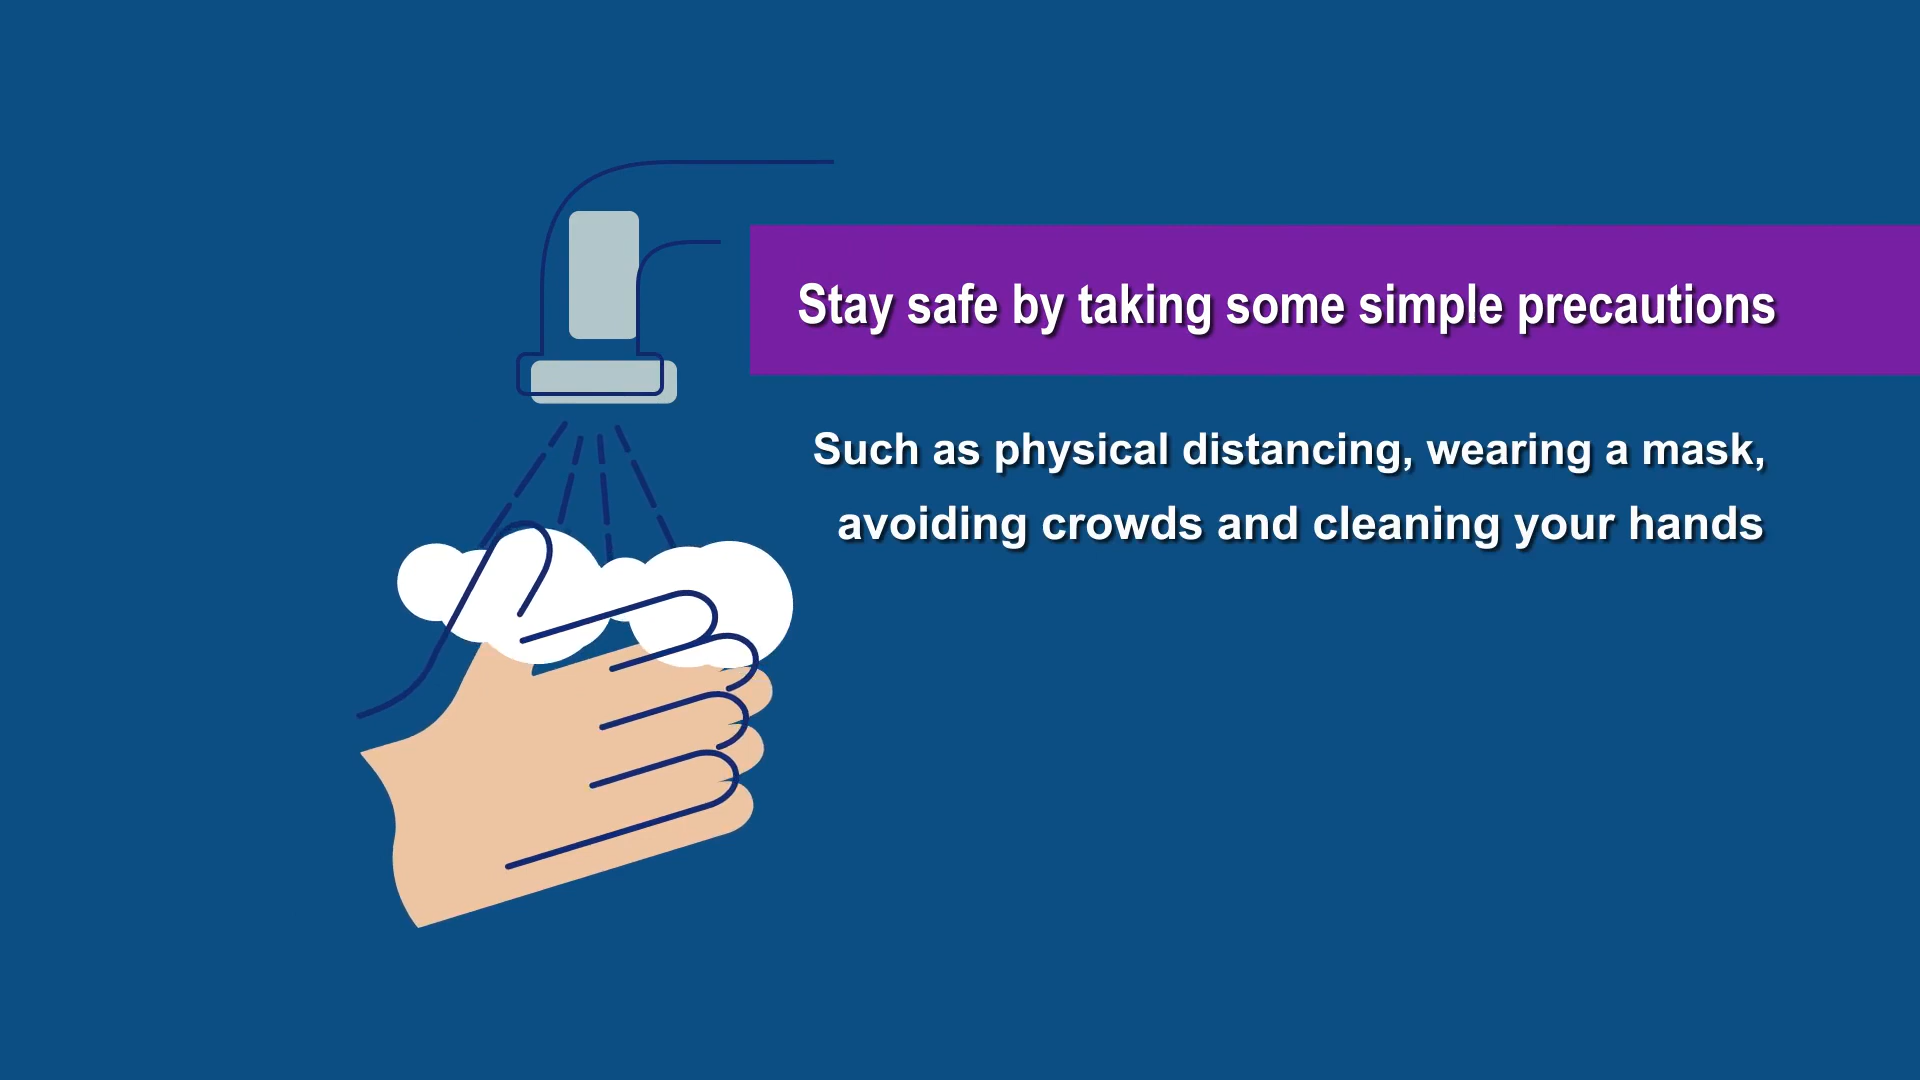 Stay safe by taking some simple precautions
Such as physical distancing, wearing a mask,
avoiding crowds and cleaning your hands